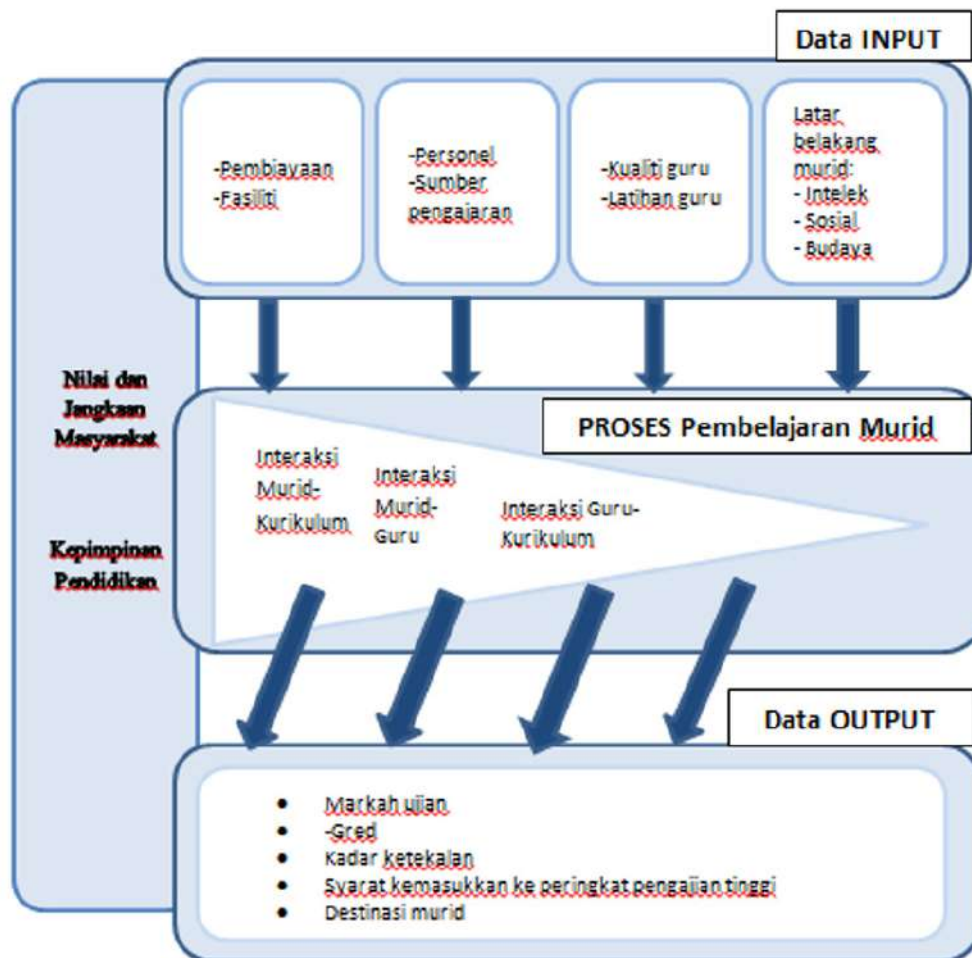 Data INPUT
-Pembiayaan
-Fasiliti
-Personel
-Sumber
pengajaran
-Kualiti guru
-Latihan guru
Latar
belakang
murid:
- Intelek
- Sosial
- Budaya
Nilai dan
Jangkaan
Masyarakat
Kepimpinan
Pendidikan
PROSES Pembelajaran Murid
Interaksi
Murid-
Kurikulum
Interaksi
Murid-
Guru
Interaksi Guru-
Kurikulum
Data OUTPUT
• Markah ujian
• -Gred
• Kadar ketekalan
• Syarat kemasukkan ke peringkat pengajian tinggi
• Destinasi murid